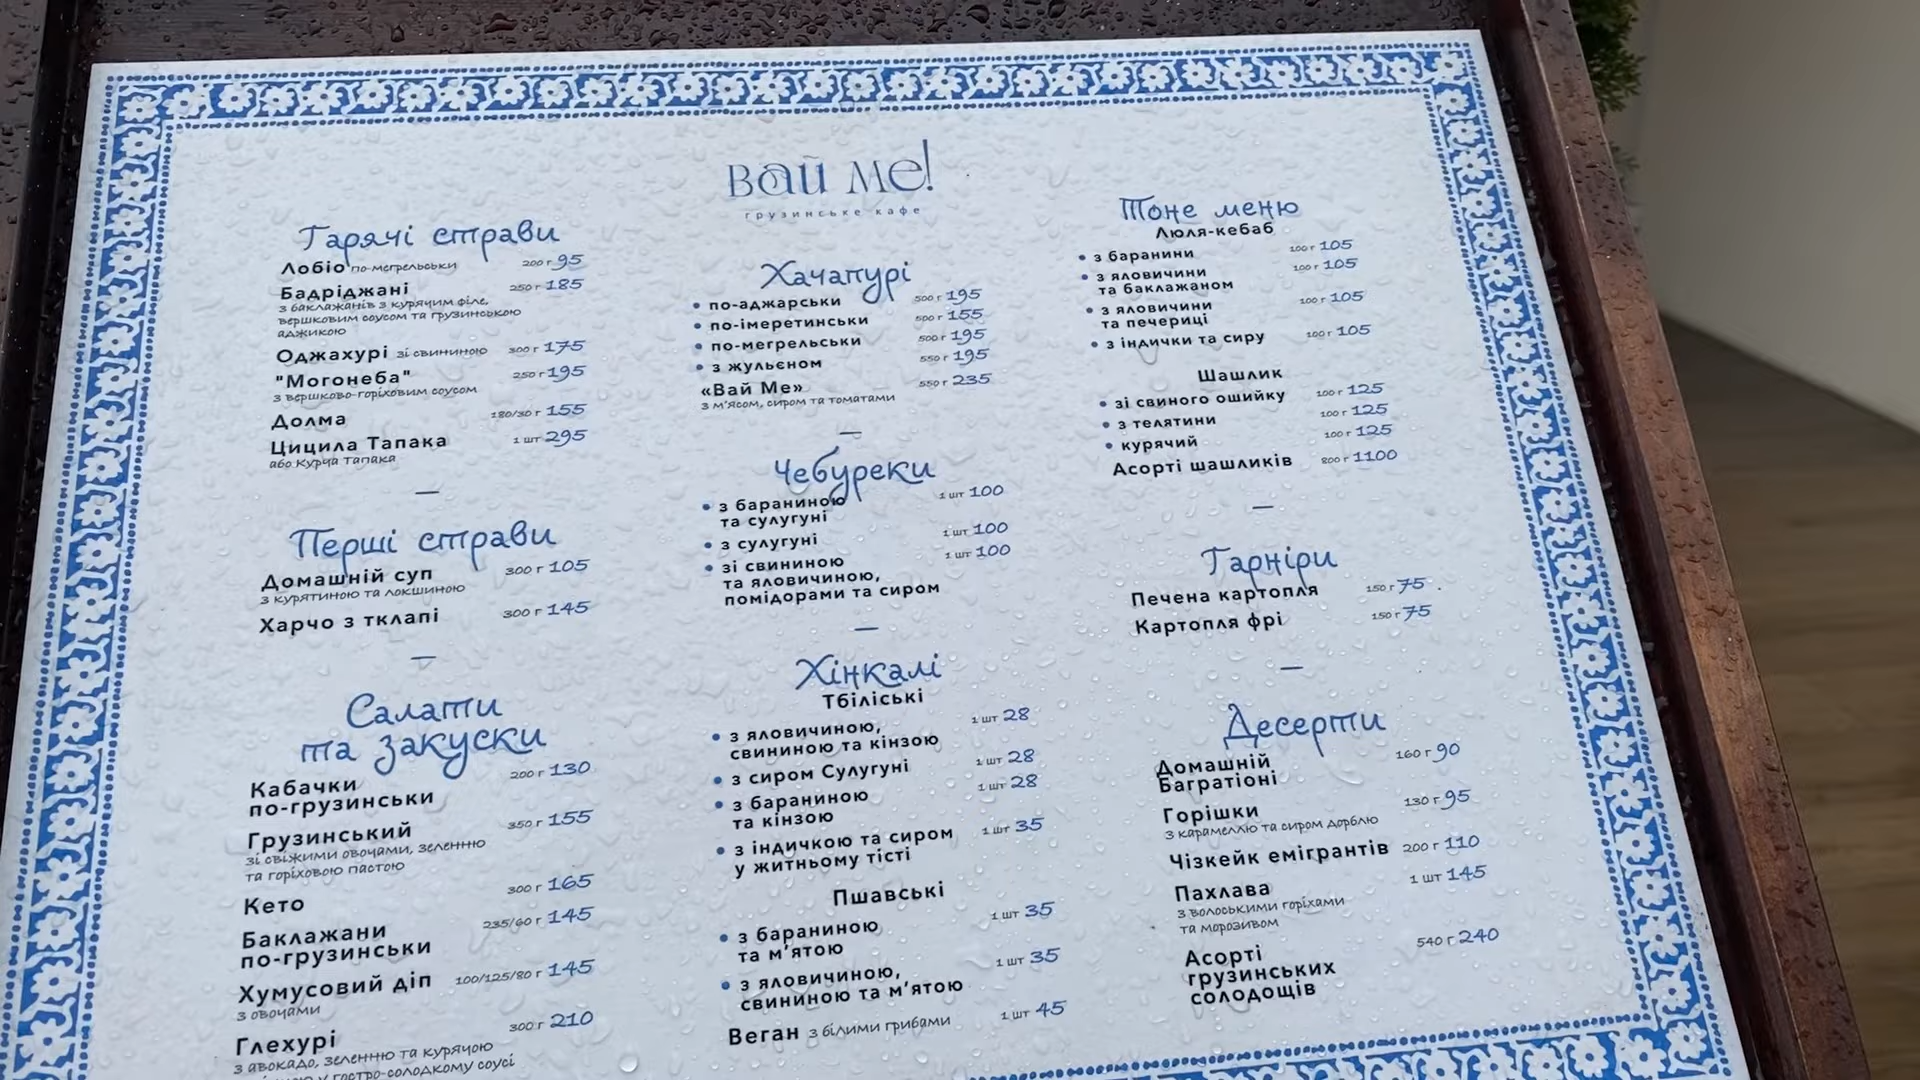 вай ме!
грузинське кафе
Гарячі страви
Лобіо по-мегрельськи 200 г 95
Бадріджані 250 г 185
з баклажанів з курячим філе,
вершковим соусом та грузинською
аджикою
Оджахурі зі свининою 300 г 175
"Могонеба" 250 г 195
з вершково-горіховим соусом
Долма 180/30 г 155
Цицила Тапака 1 шт 295
або Курча Тапака
Перші страви
Домашній суп 300 г 105
з курятиною та локшиною
Харчо з тклапі 300 г 145
Салати
та закуски
Кабачки 200 г 130
по-грузинськи
Грузинський 350 г 155
зі свіжими овочами, зеленню
та горіховою пастою
Кето 300 г 165
Баклажани 235/60 г 145
по-грузинськи
Хумусовий діп 100/125/80 г 145
з овочами
Глехурі 300 г 210
з авокадо, зеленню та курячою
у гостро-солодкому соусі
Хачапурі
• по-аджарськи 500 г 195
• по-імеретинськи 500 г 155
• по-мегрельськи 500 г 195
• з жульєном 550 г 195
«Вай Ме» 550 г 235
з м'ясом, сиром та томатами
Чебуреки
• з бараниною 1 шт 100
та сулугуні
• з сулугуні 1 шт 100
• зі свининою 1 шт 100
та яловичиною,
помідорами та сиром
Хінкалі
Тбіліські
• з яловичиною, 1 шт 28
свининою та кінзою
• з сиром Сулугуні 1 шт 28
• з бараниною 1 шт 28
та кінзою
• з індичкою та сиром 1 шт 35
у житньому тісті
Пшавські
• з бараниною 1 шт 35
та м'ятою
• з яловичиною, 1 шт 35
свининою та м'ятою
Веган з білими грибами 1 шт 45
Тоне меню
Люля-кебаб
• з баранини 100 г 105
• з яловичини 100 г 105
та баклажаном
• з яловичини 100 г 105
та печериці
• з індички та сиру 100 г 105
Шашлик
• зі свиного ошийку 100 г 125
• з телятини 100 г 125
• курячий 100 г 125
Асорті шашликів 800 г 1100
Гарніри
Печена картопля 150 г 75
Картопля фрі 150 г 75
Десерти
Домашній 160 г 90
Багратіоні
Горішки 130 г 95
з карамеллю та сиром дорблю
Чізкейк емігрантів 200 г 110
Пахлава 1 шт 145
з волоськими горіхами
та морозивом
Асорті 540 г 240
грузинських
солодощів